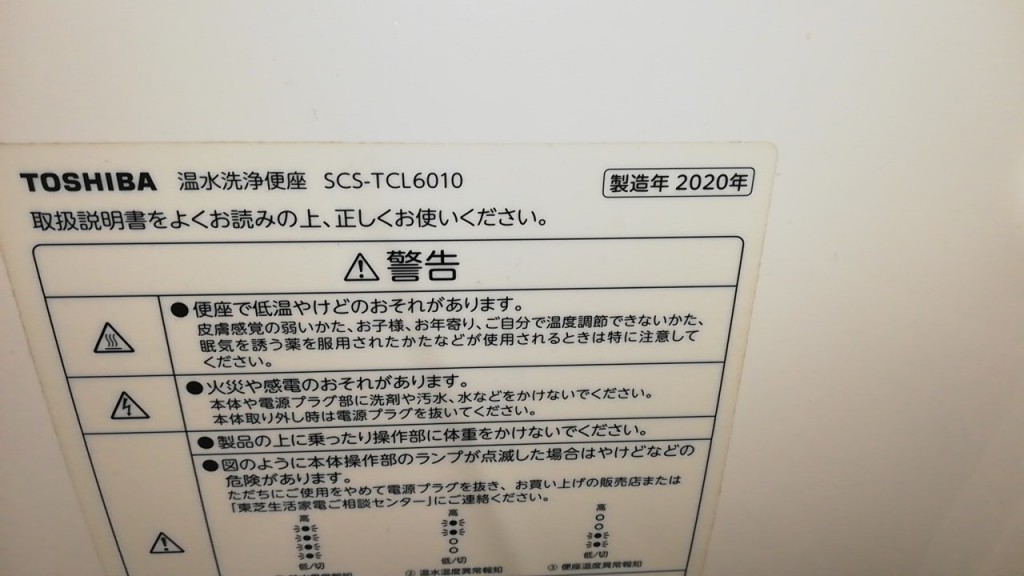 TOSHIBA 温水洗浄便座 SCS-TCL6010 製造年 2020年
取扱説明書をよくお読みの上、正しくお使いください。
⚠警告
●便座で低温やけどのおそれがあります。
皮膚感覚の弱いかた、お子様、お年寄り、ご自分で温度調節できないかた、
眠気を誘う薬を服用されたかたなどが使用されるときは特に注意して
ください。
●火災や感電のおそれがあります。
本体や電源プラグ部に洗剤や汚水、水などをかけないでください。
本体取り外し時は電源プラグを抜いてください。
●製品の上に乗ったり操作部に体重をかけないでください。
●図のように本体操作部のランプが点滅した場合はやけどなどの
危険があります。
ただちにご使用をやめて電源プラグを抜き、お買い上げの販売店または
「東芝生活家電ご相談センター」にご連絡ください。
高 高 高
低/切 低/切 低/切
② 温水温度異常報知 ③ 便座温度異常報知